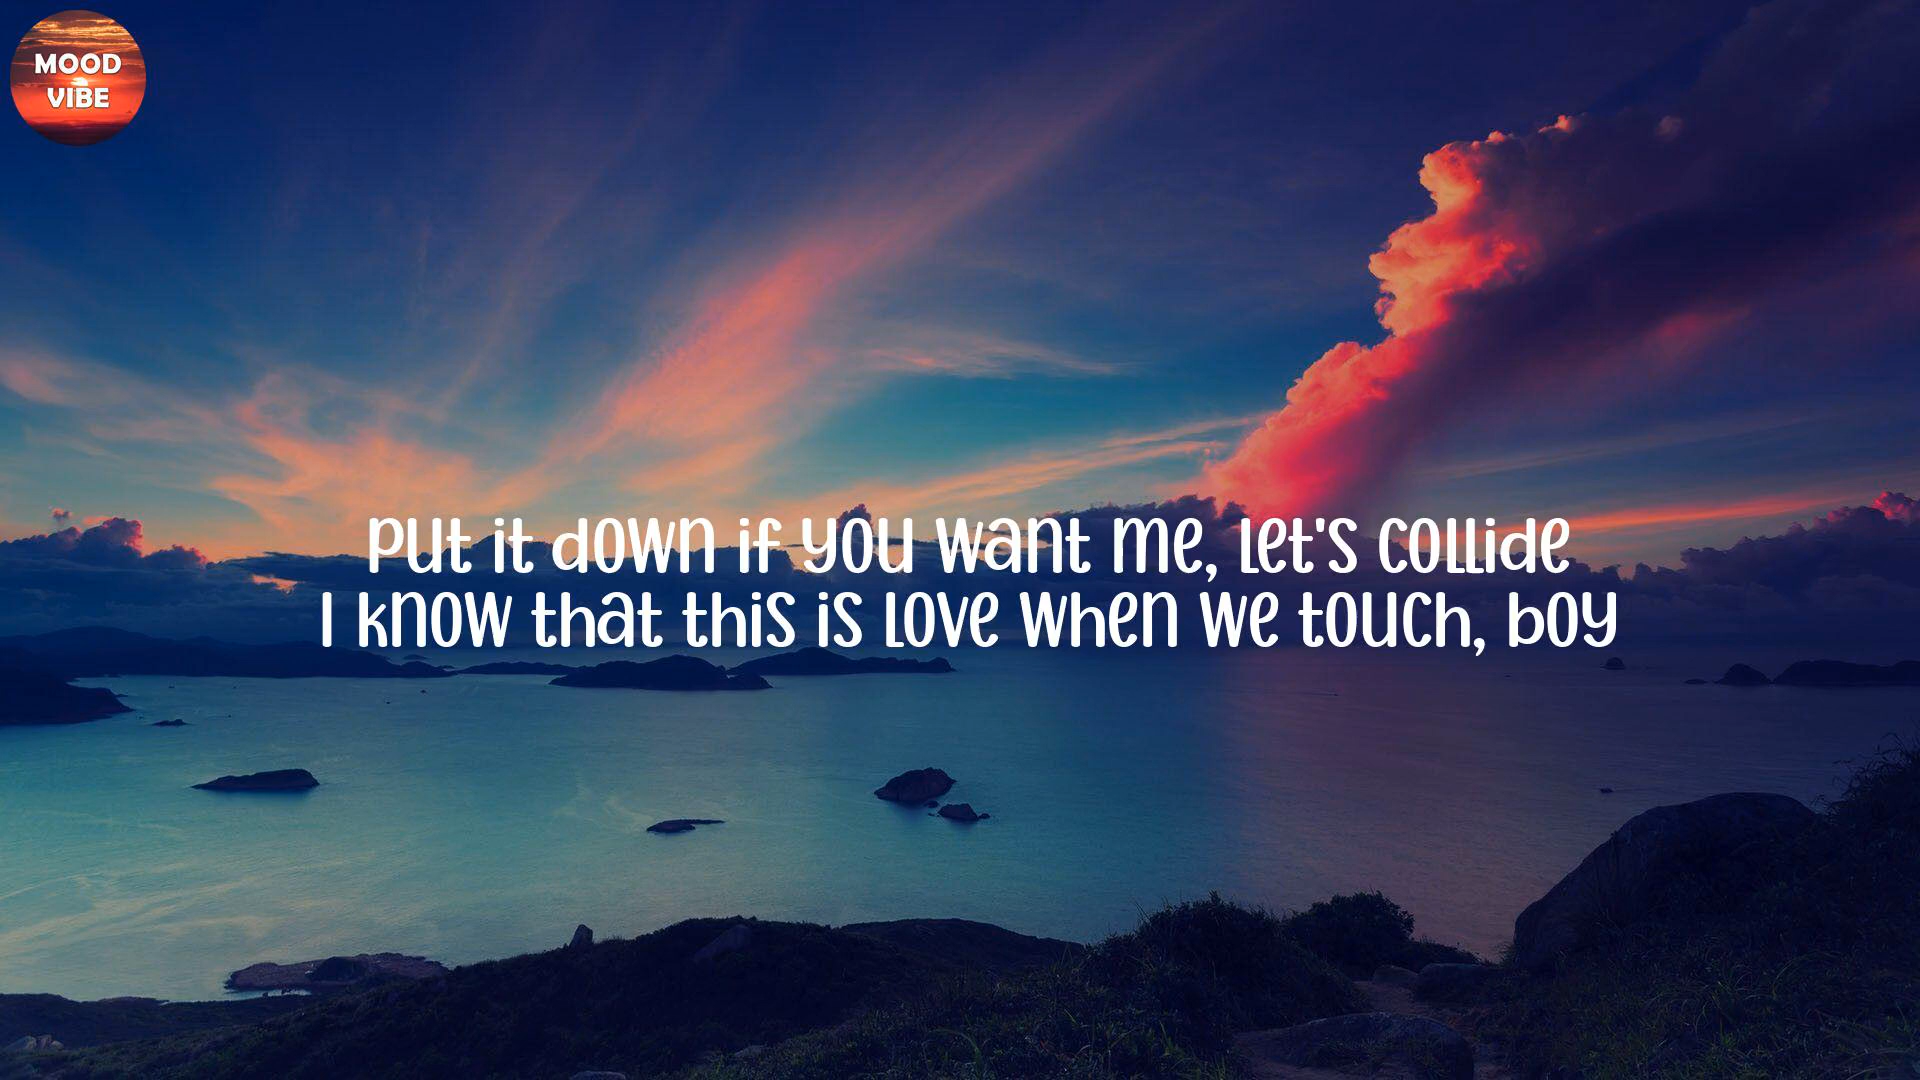 MOOD
VIBE
Put it down if you want me, let's collide
I know that this is love when we touch, boy